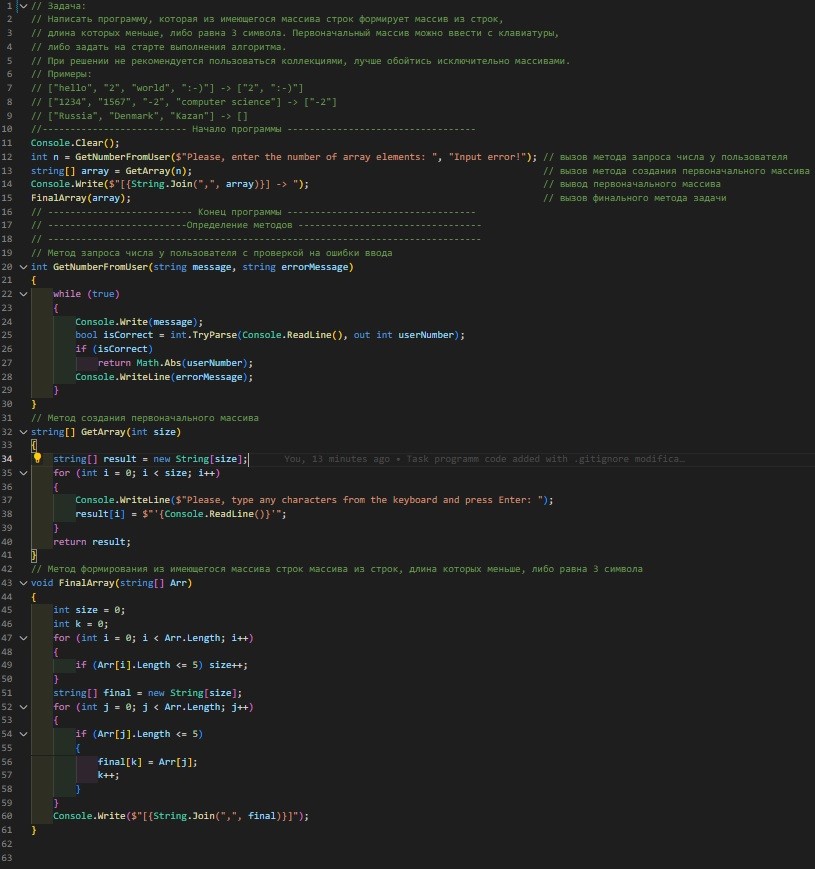 1 // Задача:
2 // Написать программу, которая из имеющегося массива строк формирует массив из строк,
3 // длина которых меньше, либо равна 3 символа. Первоначальный массив можно ввести с клавиатуры,
4 // либо задать на старте выполнения алгоритма.
5 // При решении не рекомендуется пользоваться коллекциями, лучше обойтись исключительно массивами.
6 // Примеры:
7 // ["hello", "2", "world", ":-)"] -> ["2", ":-)"]
8 // ["1234", "1567", "-2", "computer science"] -> ["-2"]
9 // ["Russia", "Denmark", "Kazan"] -> []
10 //-------------------------- Начало программы ----------------------------------
11 Console.Clear();
12 int n = GetNumberFromUser($"Please, enter the number of array elements: ", "Input error!"); // вызов метода запроса числа у пользователя
13 string[] array = GetArray(n); // вызов метода создания первоначального массива
14 Console.Write($"[{String.Join(",", array)}] -> "); // вывод первоначального массива
15 FinalArray(array); // вызов финального метода задачи
16 // -------------------------- Конец программы ----------------------------------
17 // -------------------------Определение методов ---------------------------------
18 // ------------------------------------------------------------------------------
19 // Метод запроса числа у пользователя с проверкой на ошибки ввода
20 int GetNumberFromUser(string message, string errorMessage)
21 {
22 while (true)
23 {
24 Console.Write(message);
25 bool isCorrect = int.TryParse(Console.ReadLine(), out int userNumber);
26 if (isCorrect)
27 return Math.Abs(userNumber);
28 Console.WriteLine(errorMessage);
29 }
30 }
31 // Метод создания первоначального массива
32 string[] GetArray(int size)
33 {
34 string[] result = new String[size]; You, 13 minutes ago • Task programm code added with .gitignore modifica…
35 for (int i = 0; i < size; i++)
36 {
37 Console.WriteLine($"Please, type any characters from the keyboard and press Enter: ");
38 result[i] = $"'{Console.ReadLine()}'";
39 }
40 return result;
41 }
42 // Метод формирования из имеющегося массива строк массива из строк, длина которых меньше, либо равна 3 символа
43 void FinalArray(string[] Arr)
44 {
45 int size = 0;
46 int k = 0;
47 for (int i = 0; i < Arr.Length; i++)
48 {
49 if (Arr[i].Length <= 5) size++;
50 }
51 string[] final = new String[size];
52 for (int j = 0; j < Arr.Length; j++)
53 {
54 if (Arr[j].Length <= 5)
55 {
56 final[k] = Arr[j];
57 k++;
58 }
59 }
60 Console.Write($"[{String.Join(",", final)}]");
61 }
62
63